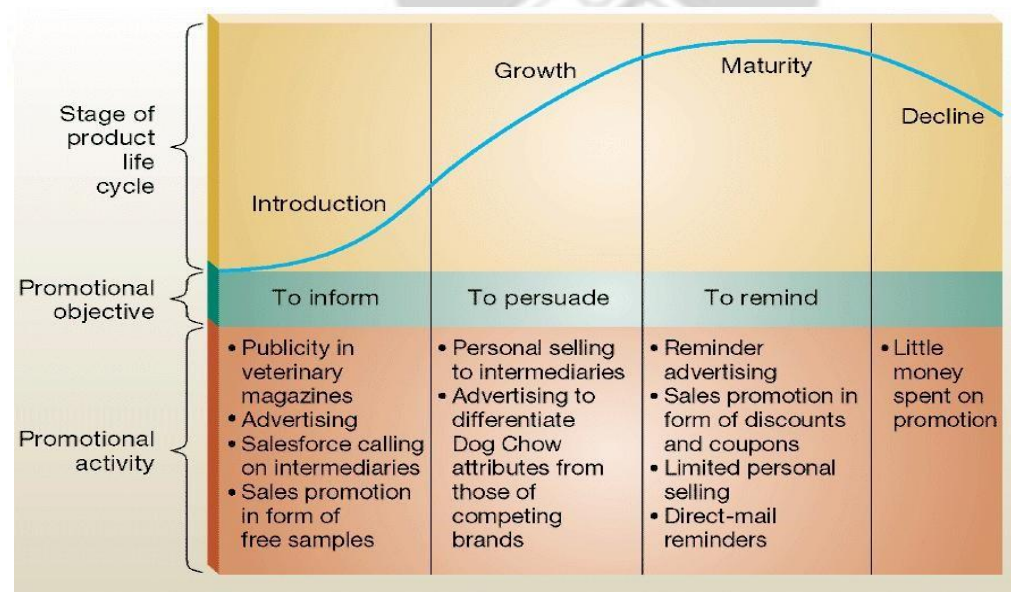 Growth
Maturity
Decline
Introduction
Stage of
product
life
cycle
Promotional
objective
To inform
To persuade
To remind
Promotional
activity
• Publicity in
veterinary
magazines
• Advertising
• Salesforce calling
on intermediaries
• Sales promotion
in form of
free samples
• Personal selling
to intermediaries
• Advertising to
differentiate
Dog Chow
attributes from
those of
competing
brands
• Reminder
advertising
• Sales promotion in
form of discounts
and coupons
• Limited personal
selling
• Direct-mail
reminders
• Little
money
spent on
promotion